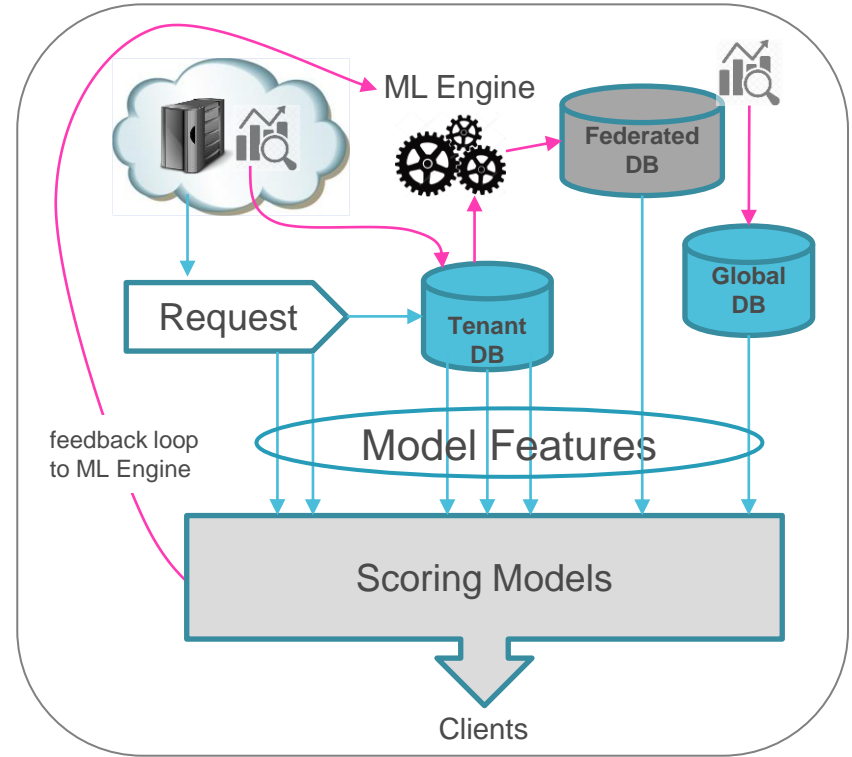 ML Engine
Federated
DB
Global
DB
Request
Tenant
DB
feedback loop
to ML Engine
Model Features
Scoring Models
Clients